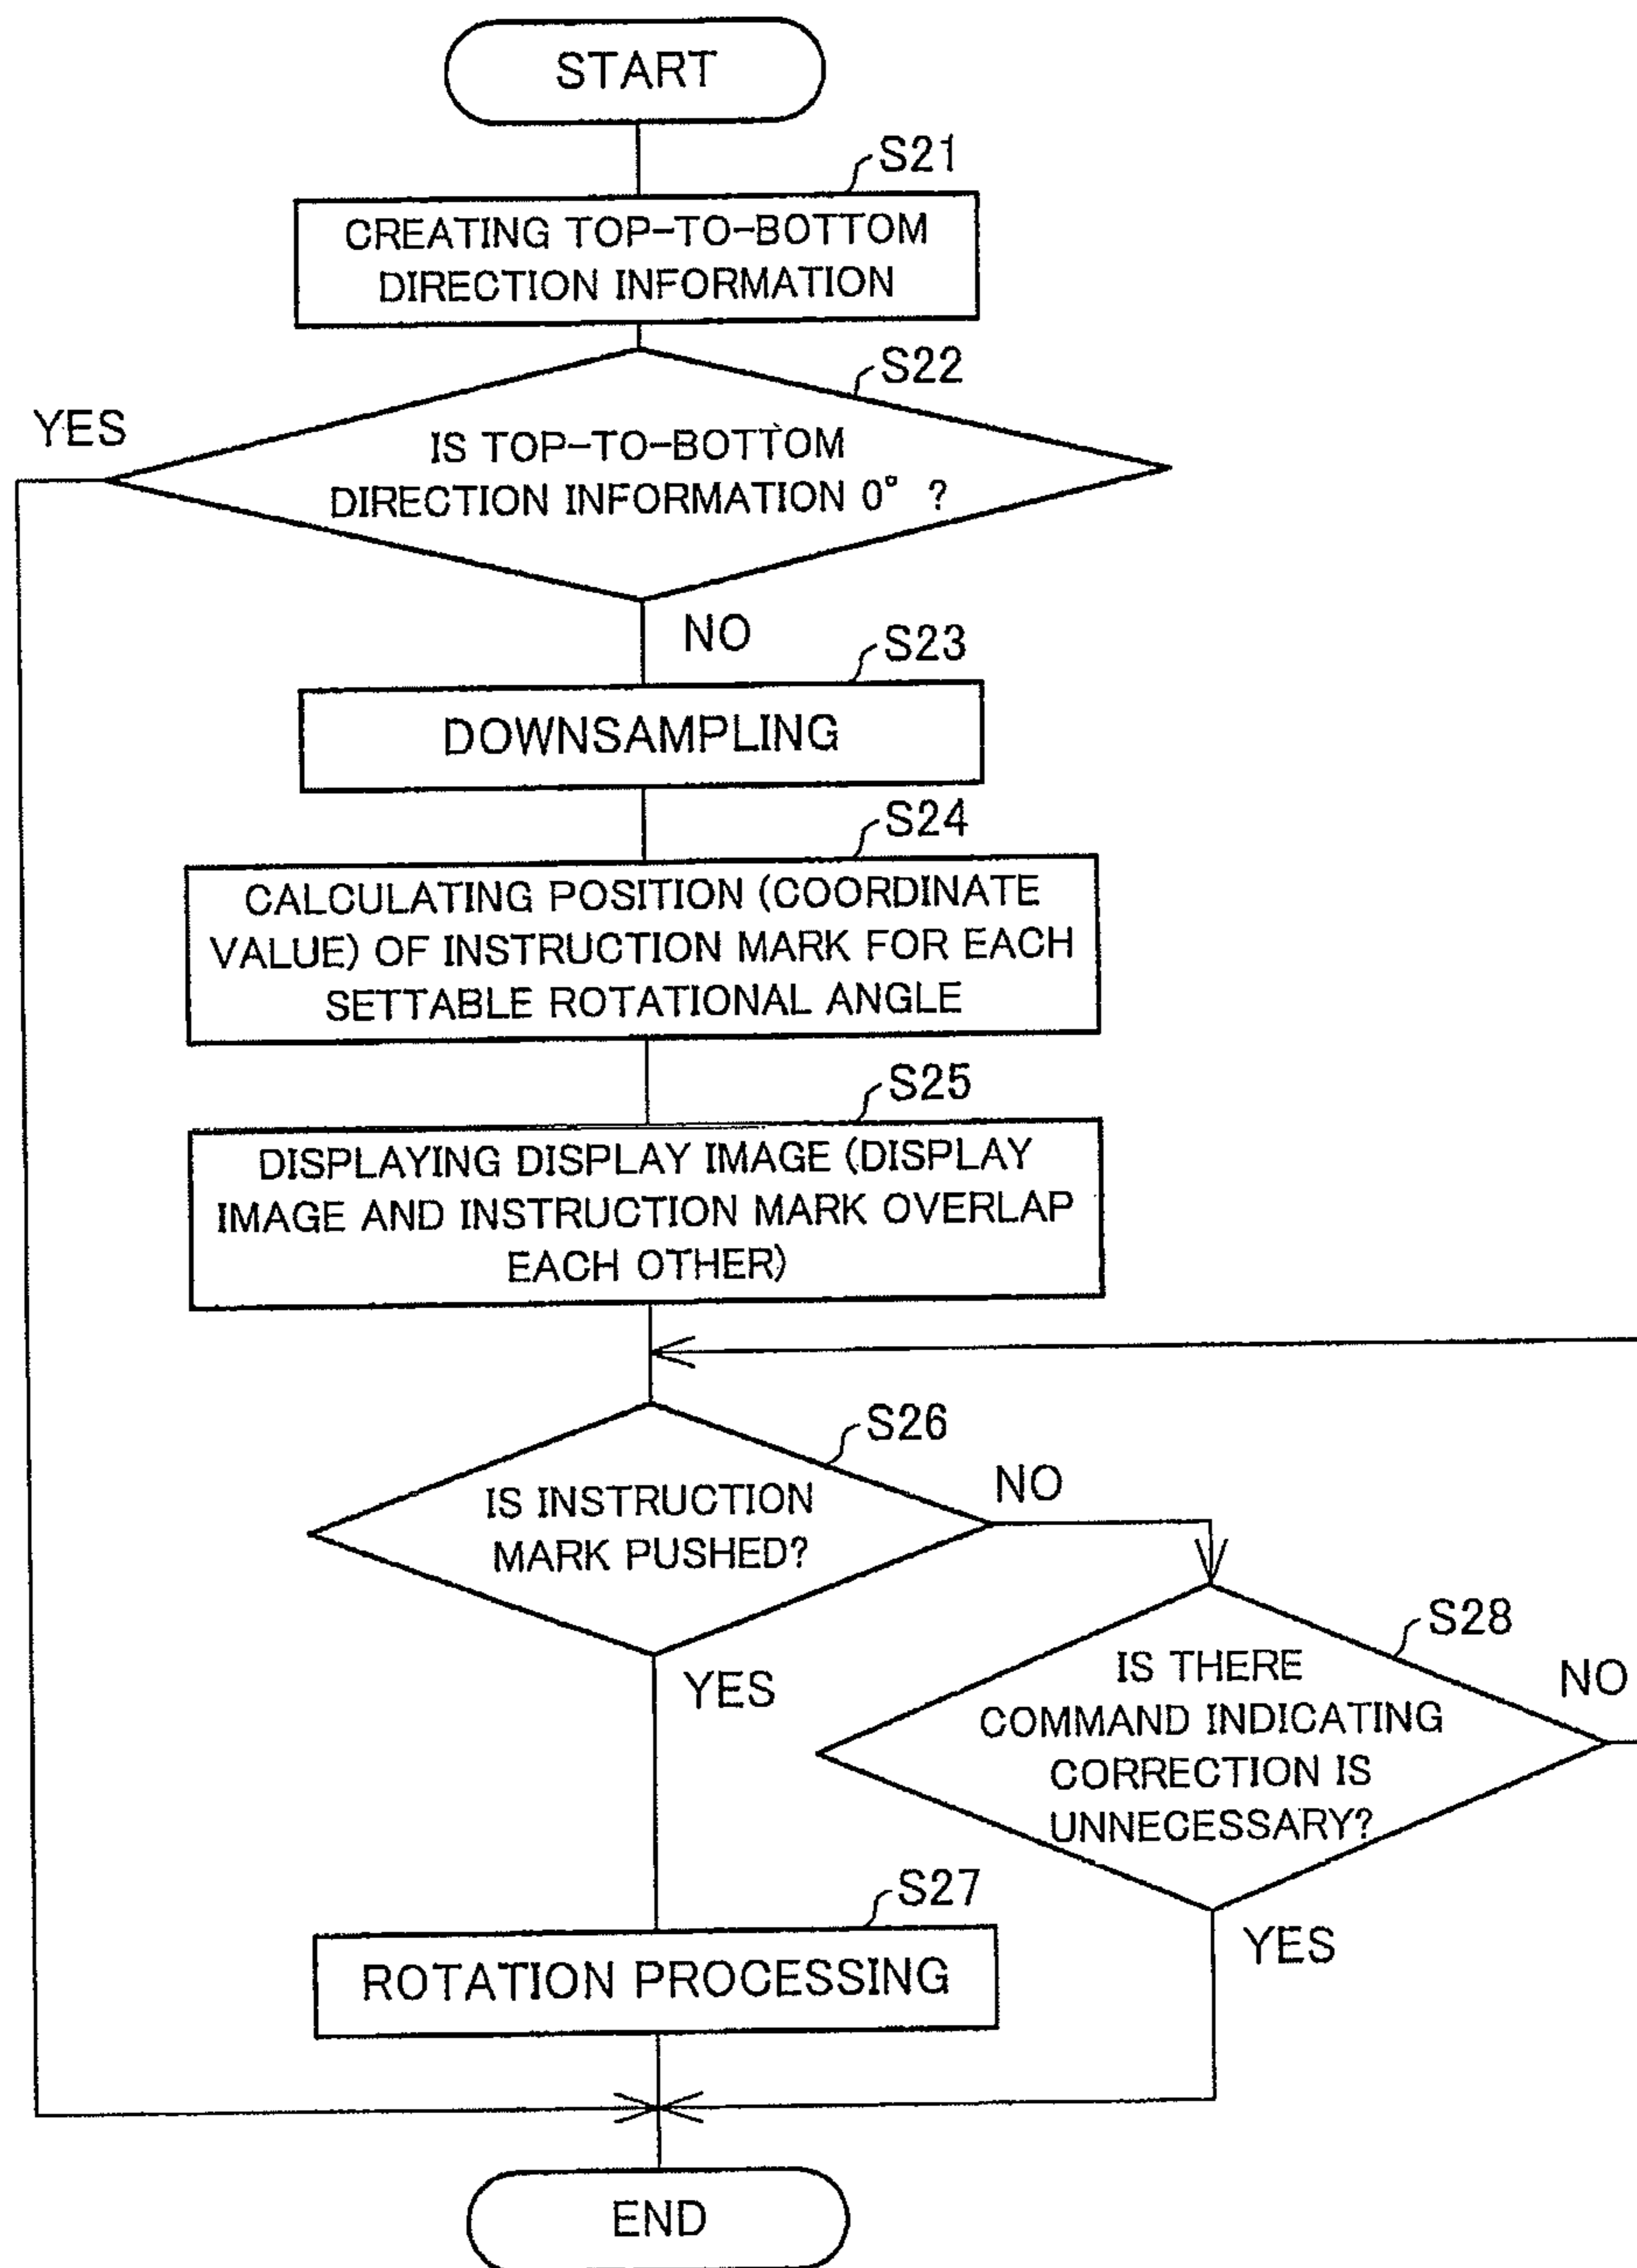 START
S21
CREATING TOP-TO-BOTTOM
DIRECTION INFORMATION
S22
YES
IS TOP-TO-BOTTOM
DIRECTION INFORMATION 0° ?
NO
S23
DOWNSAMPLING
S24
CALCULATING POSITION (COORDINATE
VALUE) OF INSTRUCTION MARK FOR EACH
SETTABLE ROTATIONAL ANGLE
S25
DISPLAYING DISPLAY IMAGE (DISPLAY
IMAGE AND INSTRUCTION MARK OVERLAP
EACH OTHER)
S26
IS INSTRUCTION
MARK PUSHED?
NO
YES
S28
IS THERE
COMMAND INDICATING
CORRECTION IS
UNNECESSARY?
NO
YES
S27
ROTATION PROCESSING
END